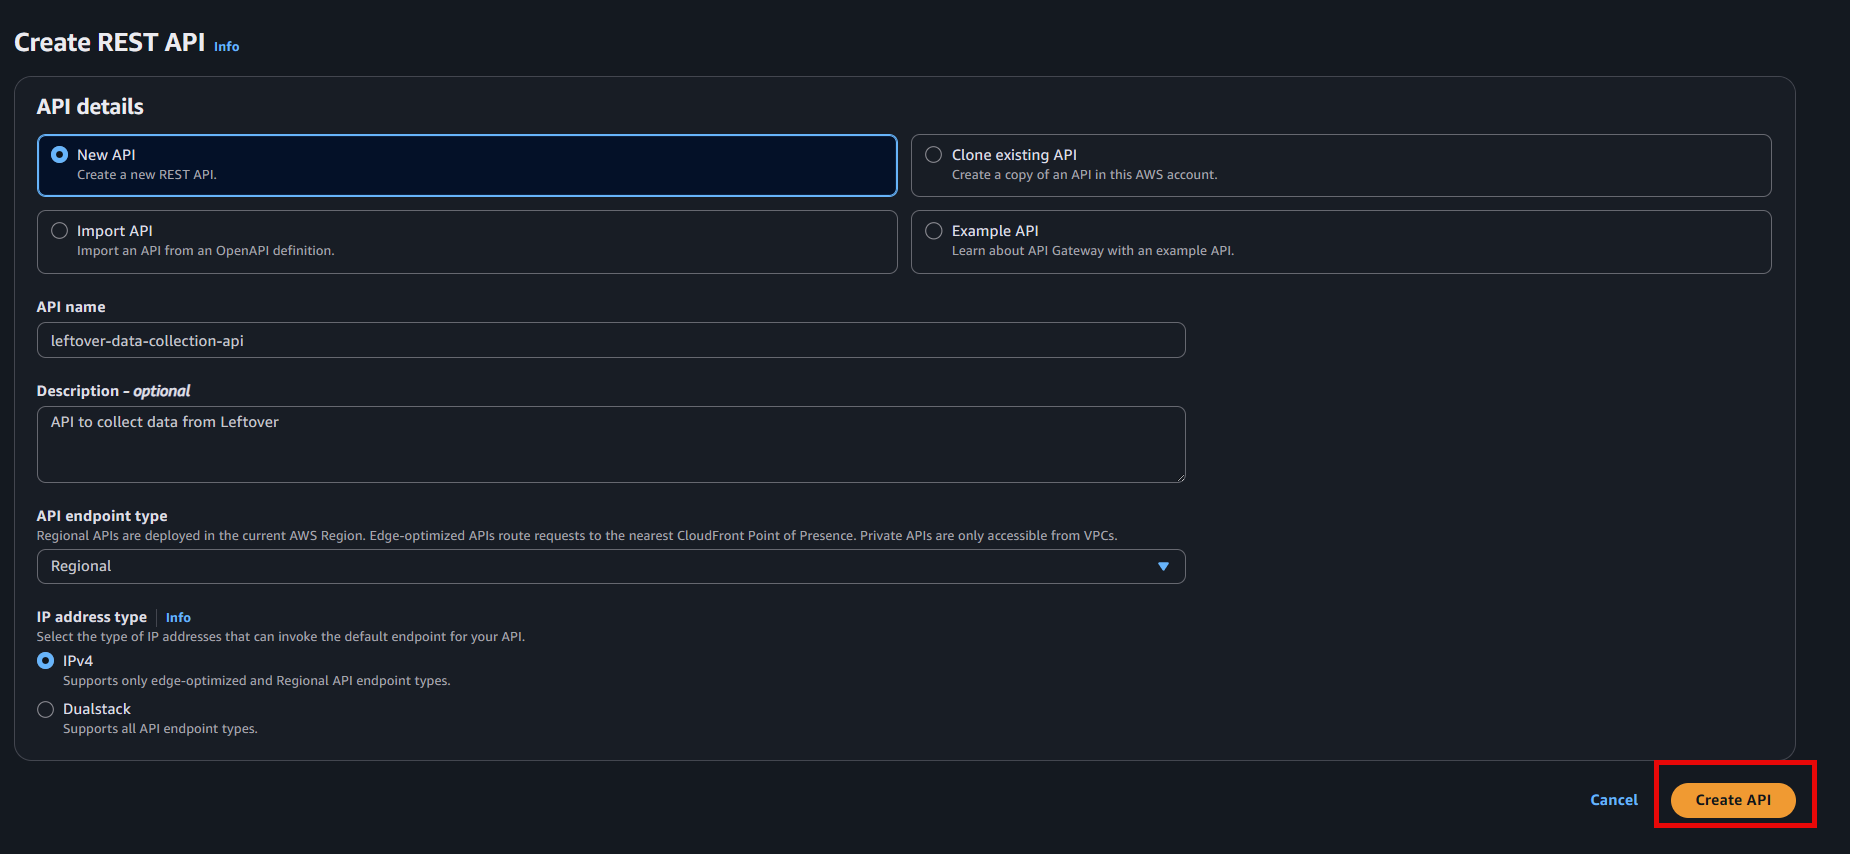 Create REST API Info
API details
New API
Create a new REST API.
Clone existing API
Create a copy of an API in this AWS account.
Import API
Import an API from an OpenAPI definition.
Example API
Learn about API Gateway with an example API.
API name
leftover-data-collection-api
Description – optional
API to collect data from Leftover
API endpoint type
Regional APIs are deployed in the current AWS Region. Edge-optimized APIs route requests to the nearest CloudFront Point of Presence. Private APIs are only accessible from VPCs.
Regional
IP address type Info
Select the type of IP addresses that can invoke the default endpoint for your API.
IPv4
Supports only edge-optimized and Regional API endpoint types.
Dualstack
Supports all API endpoint types.
Cancel Create API